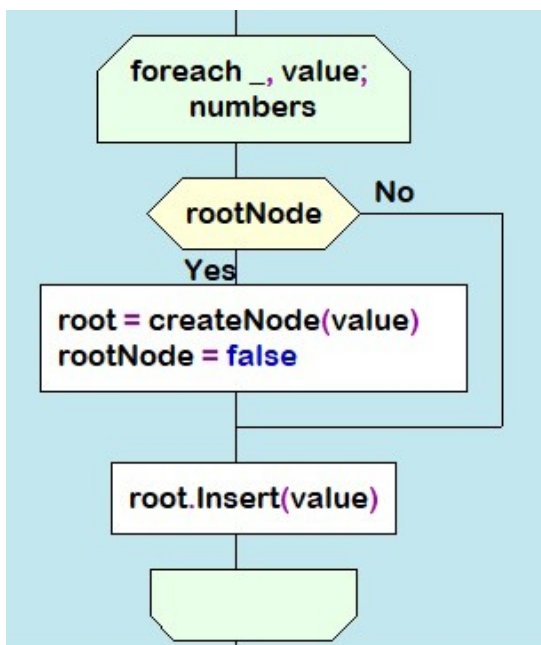 foreach _, value;
numbers
rootNode
No
Yes
root = createNode(value)
rootNode = false
root.Insert(value)